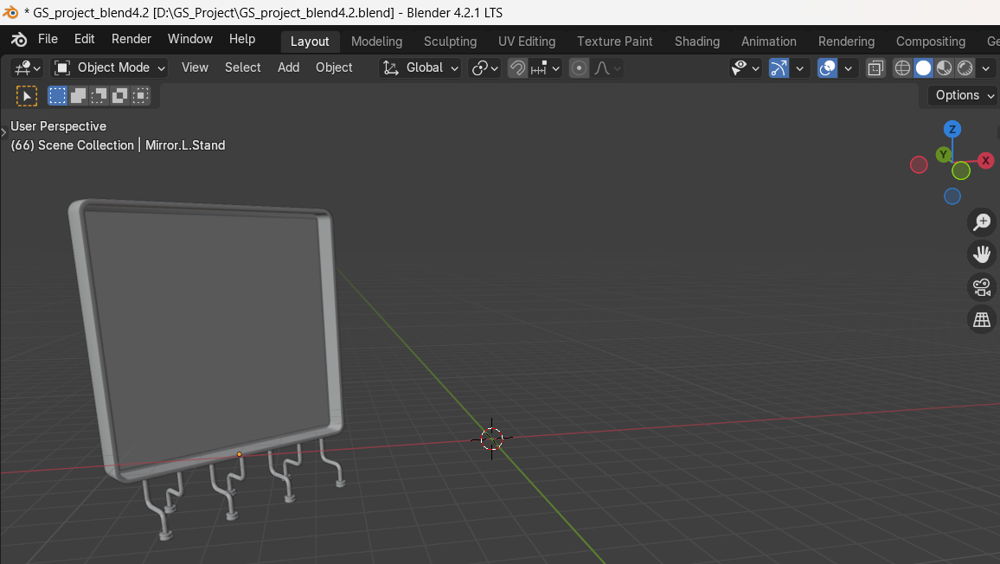 * GS_project_blend4.2 [D:\GS_Project\GS_project_blend4.2.blend] - Blender 4.2.1 LTS
File Edit Render Window Help Layout Modeling Sculpting UV Editing Texture Paint Shading Animation Rendering Compositing Ge
Object Mode View Select Add Object Global
Options
User Perspective
(66) Scene Collection | Mirror.L.Stand
Z
Y
X